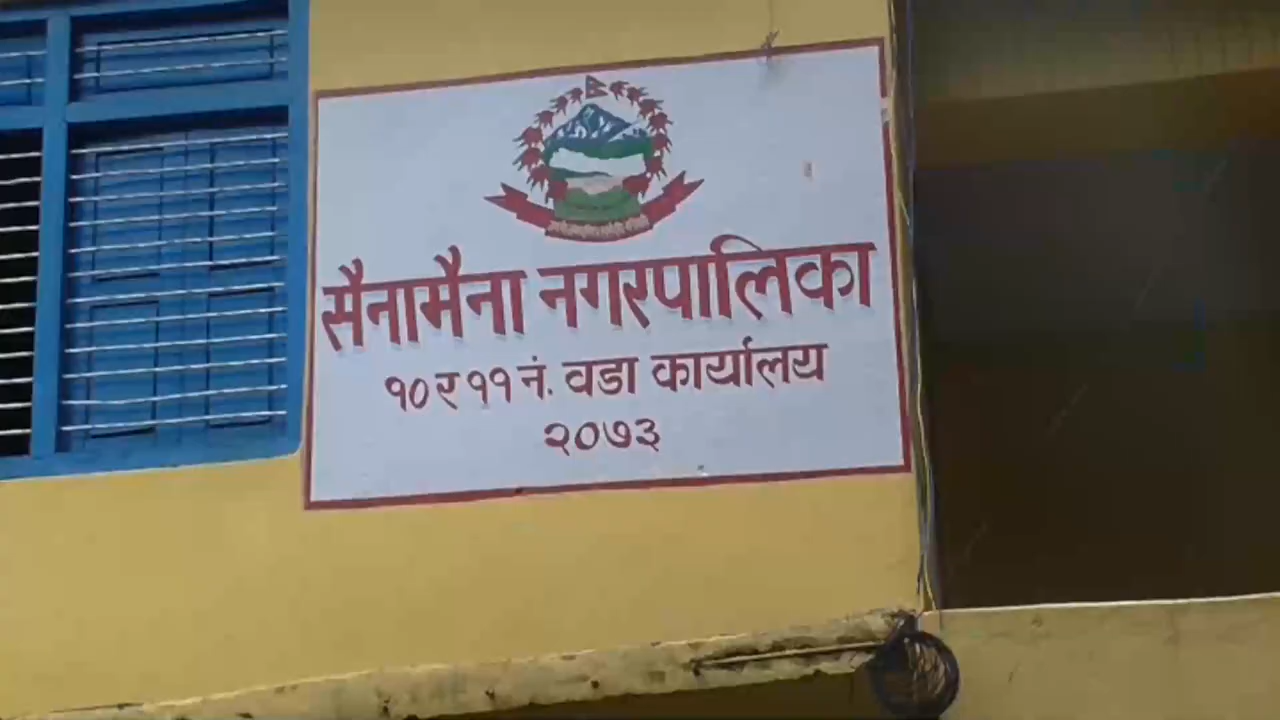 सैनामैना नगरपालिका
१० र ११ नं. वडा कार्यालय
२०७३